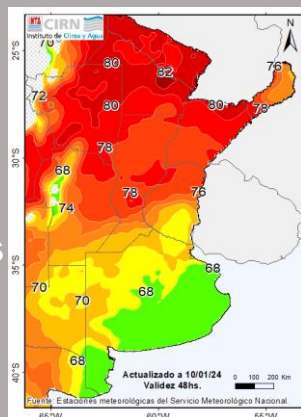 INTA
CIRN
Instituto de Clima y Agua
N
25°S
30°S
35°S
40°S
65°W
60°W
55°W
70
80
82
76
72
80
80
78
78
68
78
76
74
68
70
70
68
68
Actualizado a 10/01/24
Validez 48hs.
0 100 200
Km
Fuente: Estaciones meteorológicas del Servicio Meteorológico Nacional.